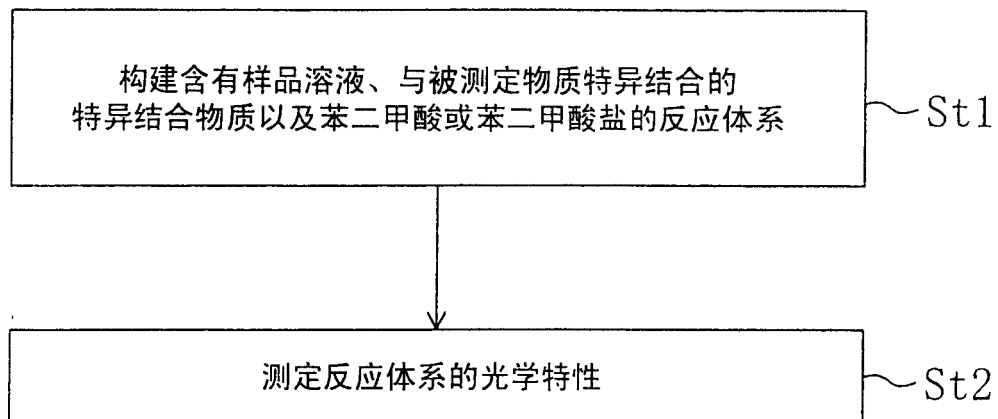 构建含有样品溶液、与被测定物质特异结合的
特异结合物质以及苯二甲酸或苯二甲酸盐的反应体系
St1
测定反应体系的光学特性
St2